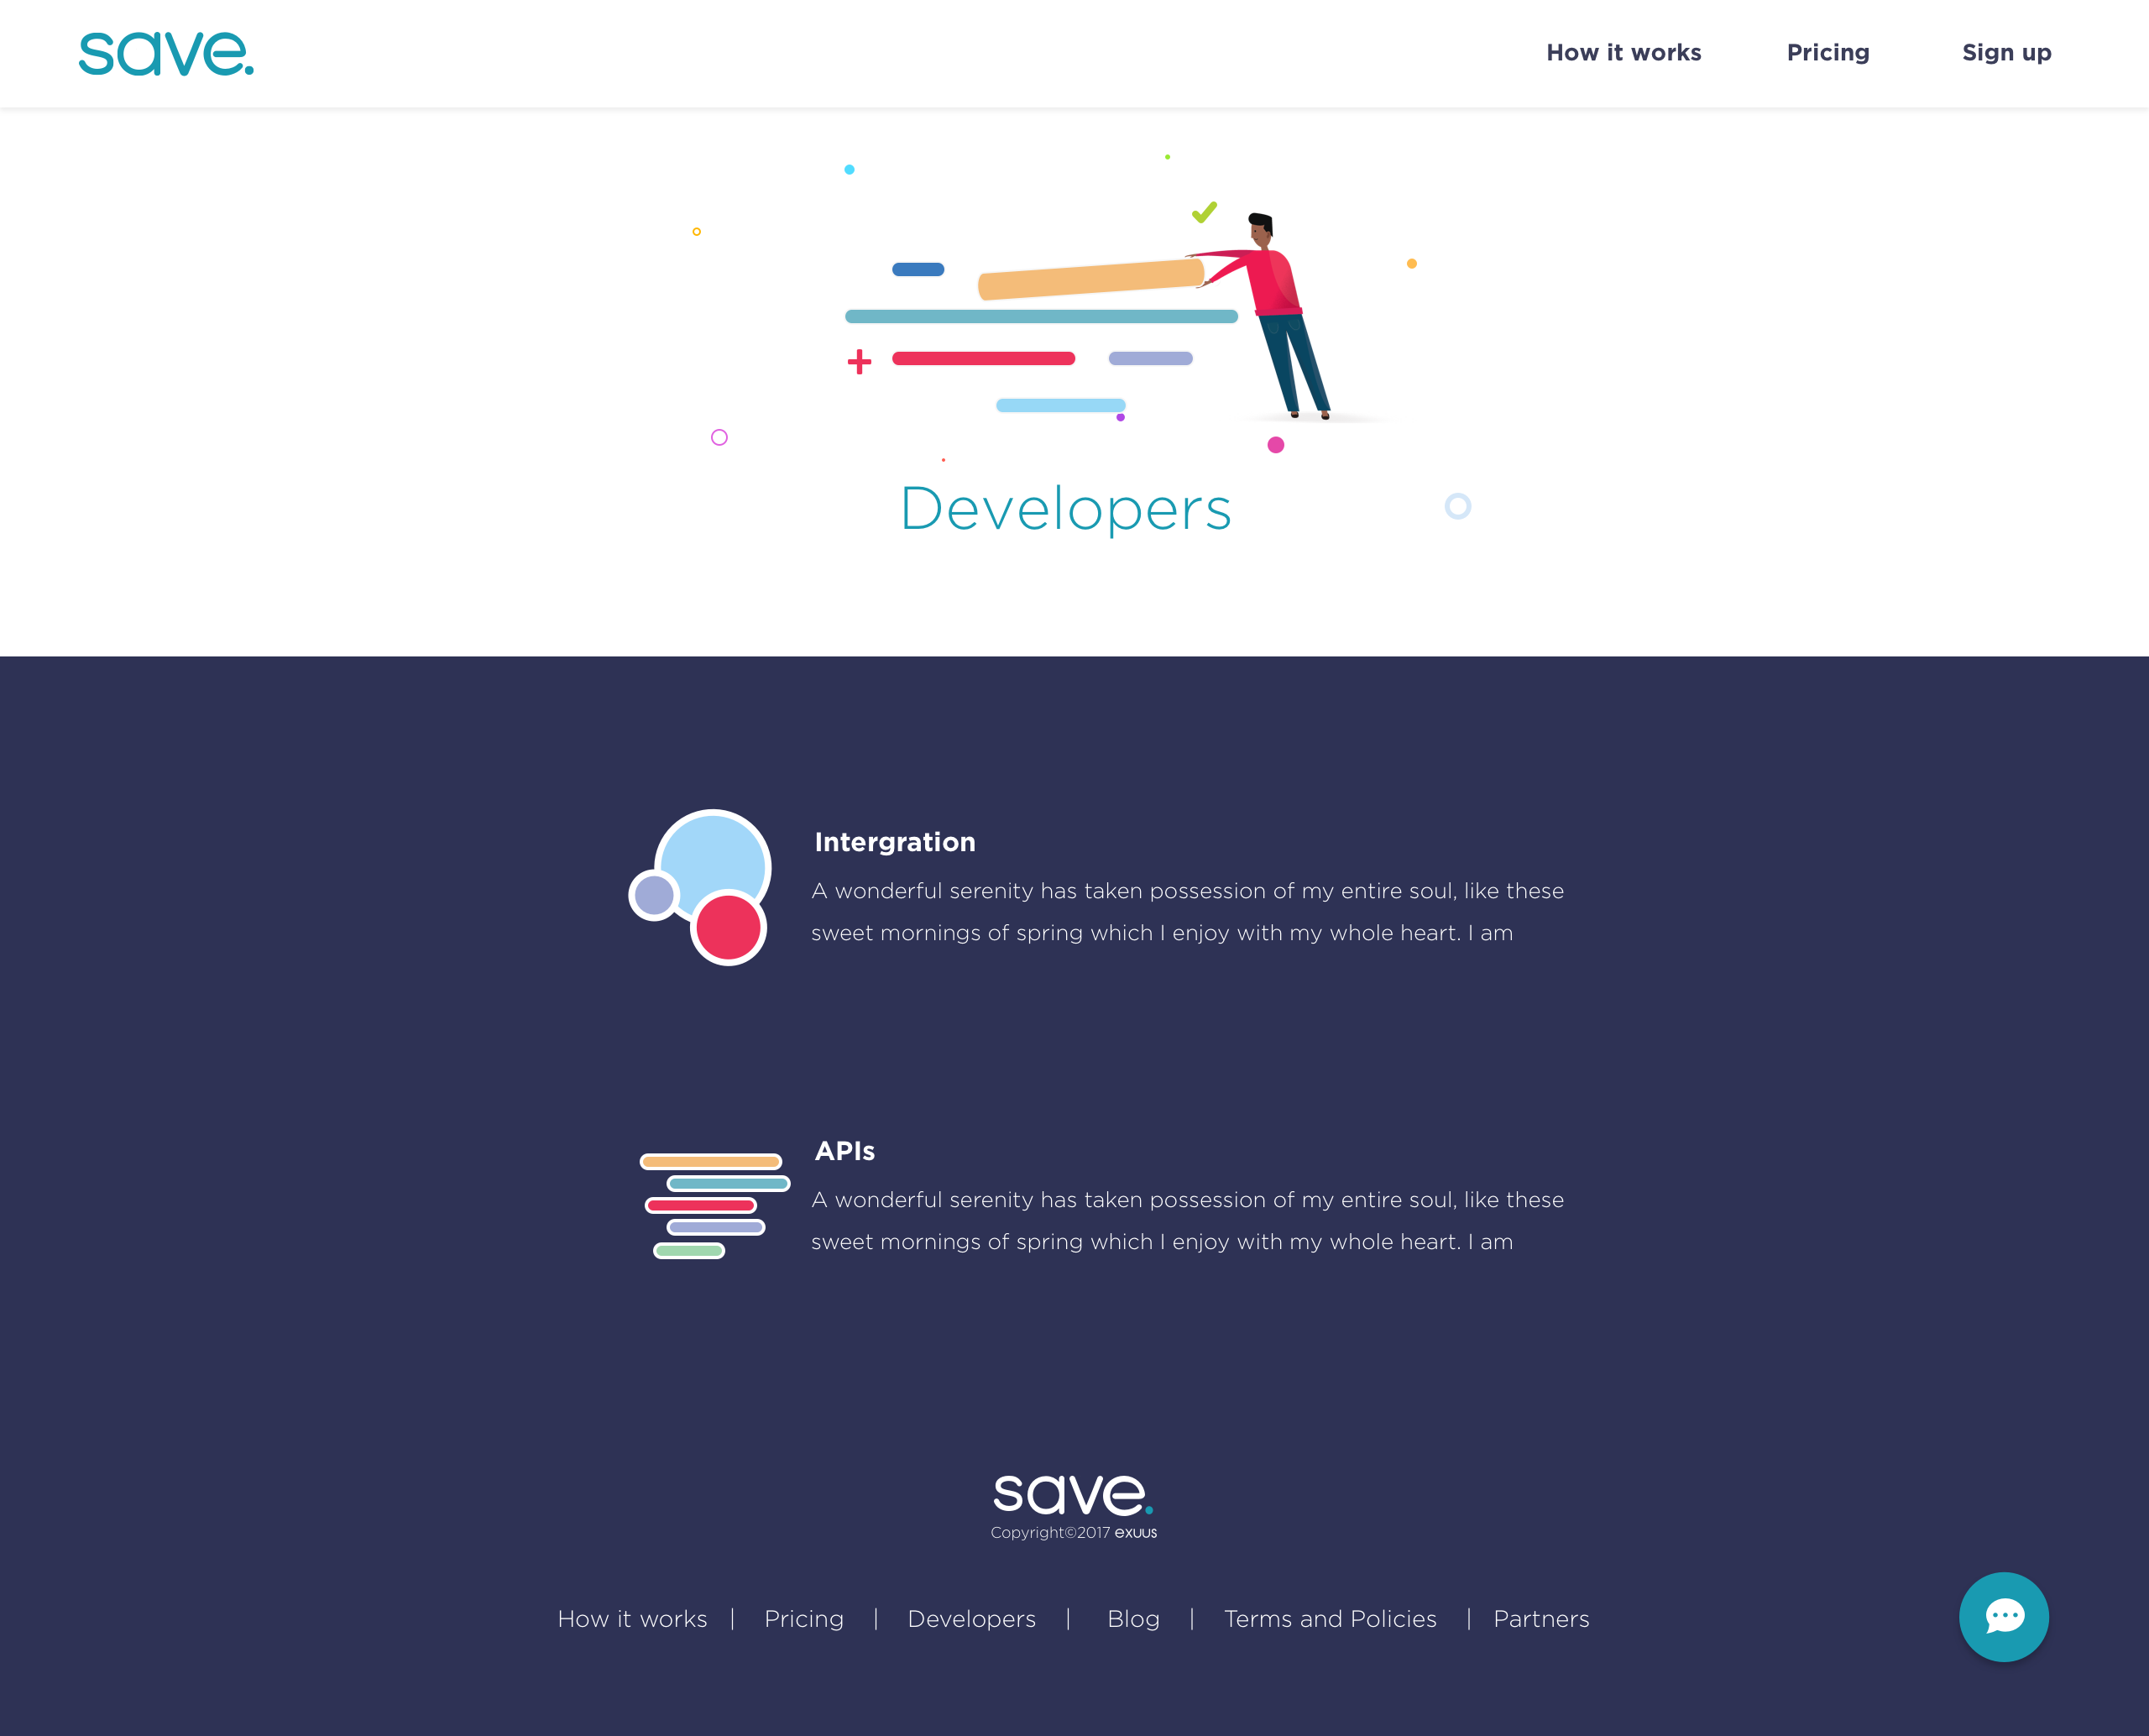 save.
How it works
Pricing
Sign up
Developers
Intergration
A wonderful serenity has taken possession of my entire soul, like these
sweet mornings of spring which I enjoy with my whole heart. I am
APIs
A wonderful serenity has taken possession of my entire soul, like these
sweet mornings of spring which I enjoy with my whole heart. I am
save.
Copyright©2017 exuus
How it works | Pricing | Developers | Blog | Terms and Policies | Partners